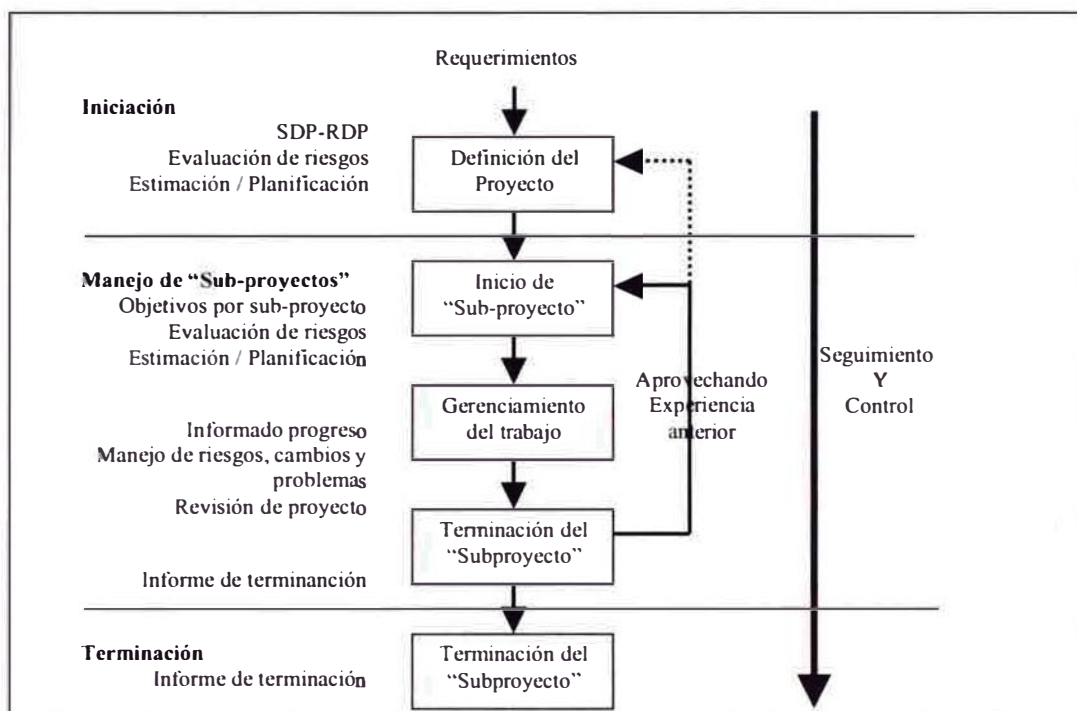 Requerimientos
Iniciación
SDP-RDP
Evaluación de riesgos
Estimación / Planificación
Definición del
Proyecto
Manejo de “Sub-proyectos”
Objetivos por sub-proyecto
Evaluación de riesgos
Estimación / Planificación
Inicio de
“Sub-proyecto”
Informado progreso
Manejo de riesgos, cambios y
problemas
Revisión de proyecto
Gerenciamiento
del trabajo
Aprovechando
Experiencia
anterior
Seguimiento
Y
Control
Informe de terminanción
Terminación del
“Subproyecto”
Terminación
Informe de terminación
Terminación del
“Subproyecto”